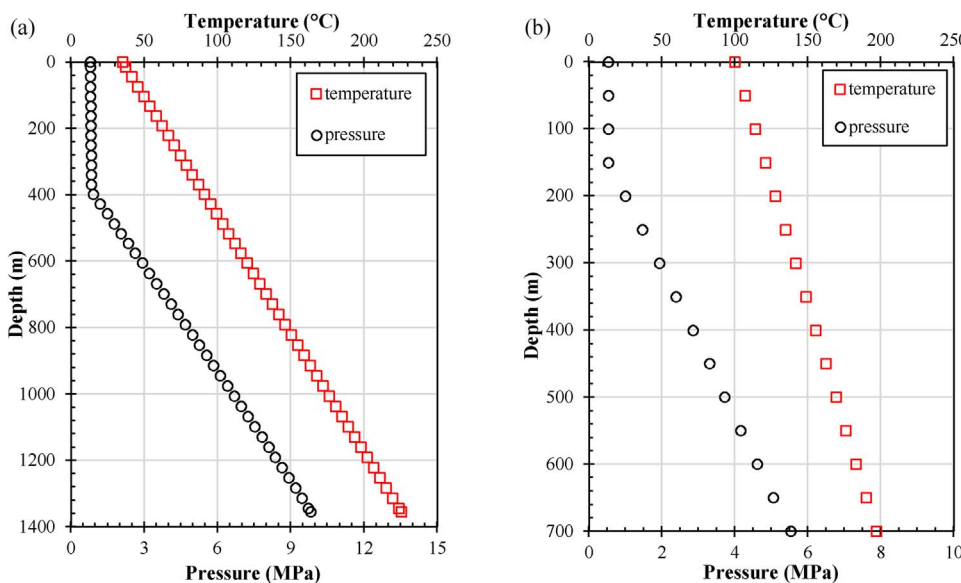 (a)
Temperature (°C)
0 50 100 150 200 250
0
200
400
600
800
1000
1200
1400
Depth (m)
temperature
pressure
0 3 6 9 12 15
Pressure (MPa)
(b)
Temperature (°C)
0 50 100 150 200 250
0
100
200
300
400
500
600
700
Depth (m)
temperature
pressure
0 2 4 6 8 10
Pressure (MPa)